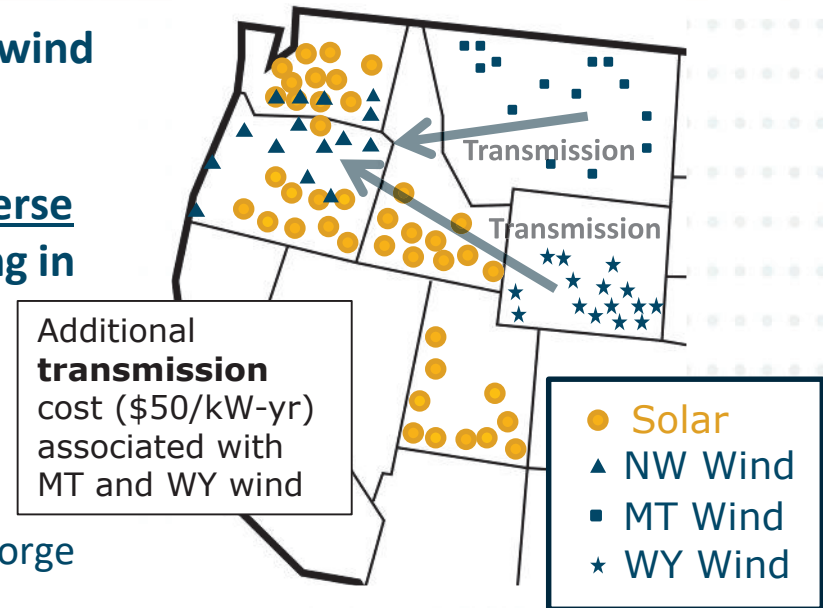 wind
erse
ng in
orge
Transmission
Transmission
Additional
transmission
cost ($50/kW-yr)
associated with
MT and WY wind
Solar
NW Wind
MT Wind
WY Wind